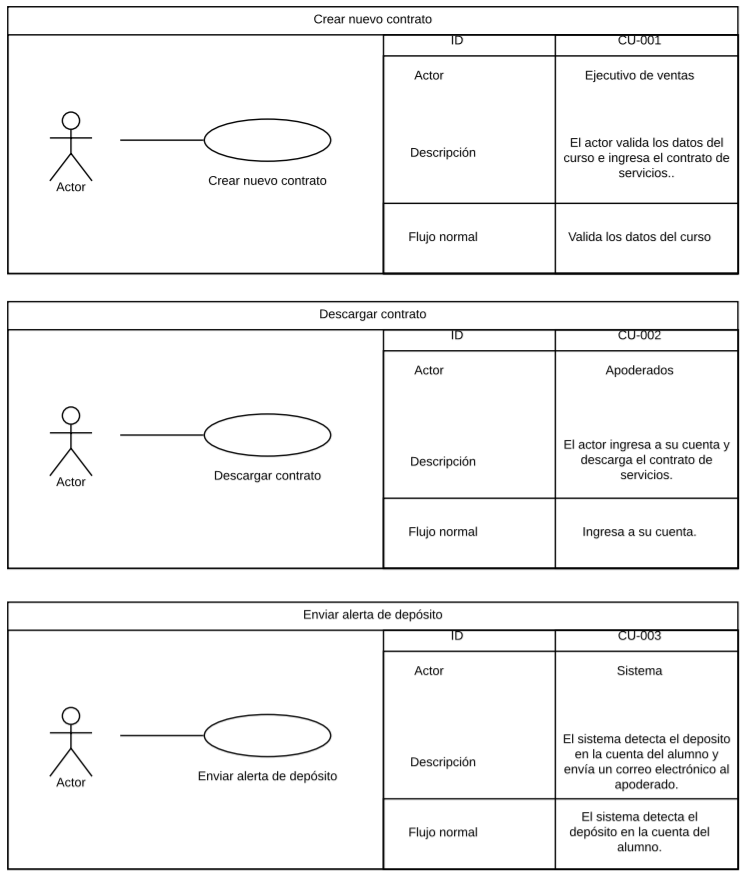 Crear nuevo contrato
ID
CU-001
Actor
Ejecutivo de ventas
Descripción
El actor valida los datos del
curso e ingresa el contrato de
servicios..
Flujo normal
Valida los datos del curso
Actor
Crear nuevo contrato
Descargar contrato
ID
CU-002
Actor
Apoderados
Descripción
El actor ingresa a su cuenta y
descarga el contrato de
servicios.
Flujo normal
Ingresa a su cuenta.
Actor
Descargar contrato
Enviar alerta de depósito
ID
CU-003
Actor
Sistema
Descripción
El sistema detecta el deposito
en la cuenta del alumno y
envía un correo electrónico al
apoderado.
Flujo normal
El sistema detecta el
depósito en la cuenta del
alumno.
Actor
Enviar alerta de depósito